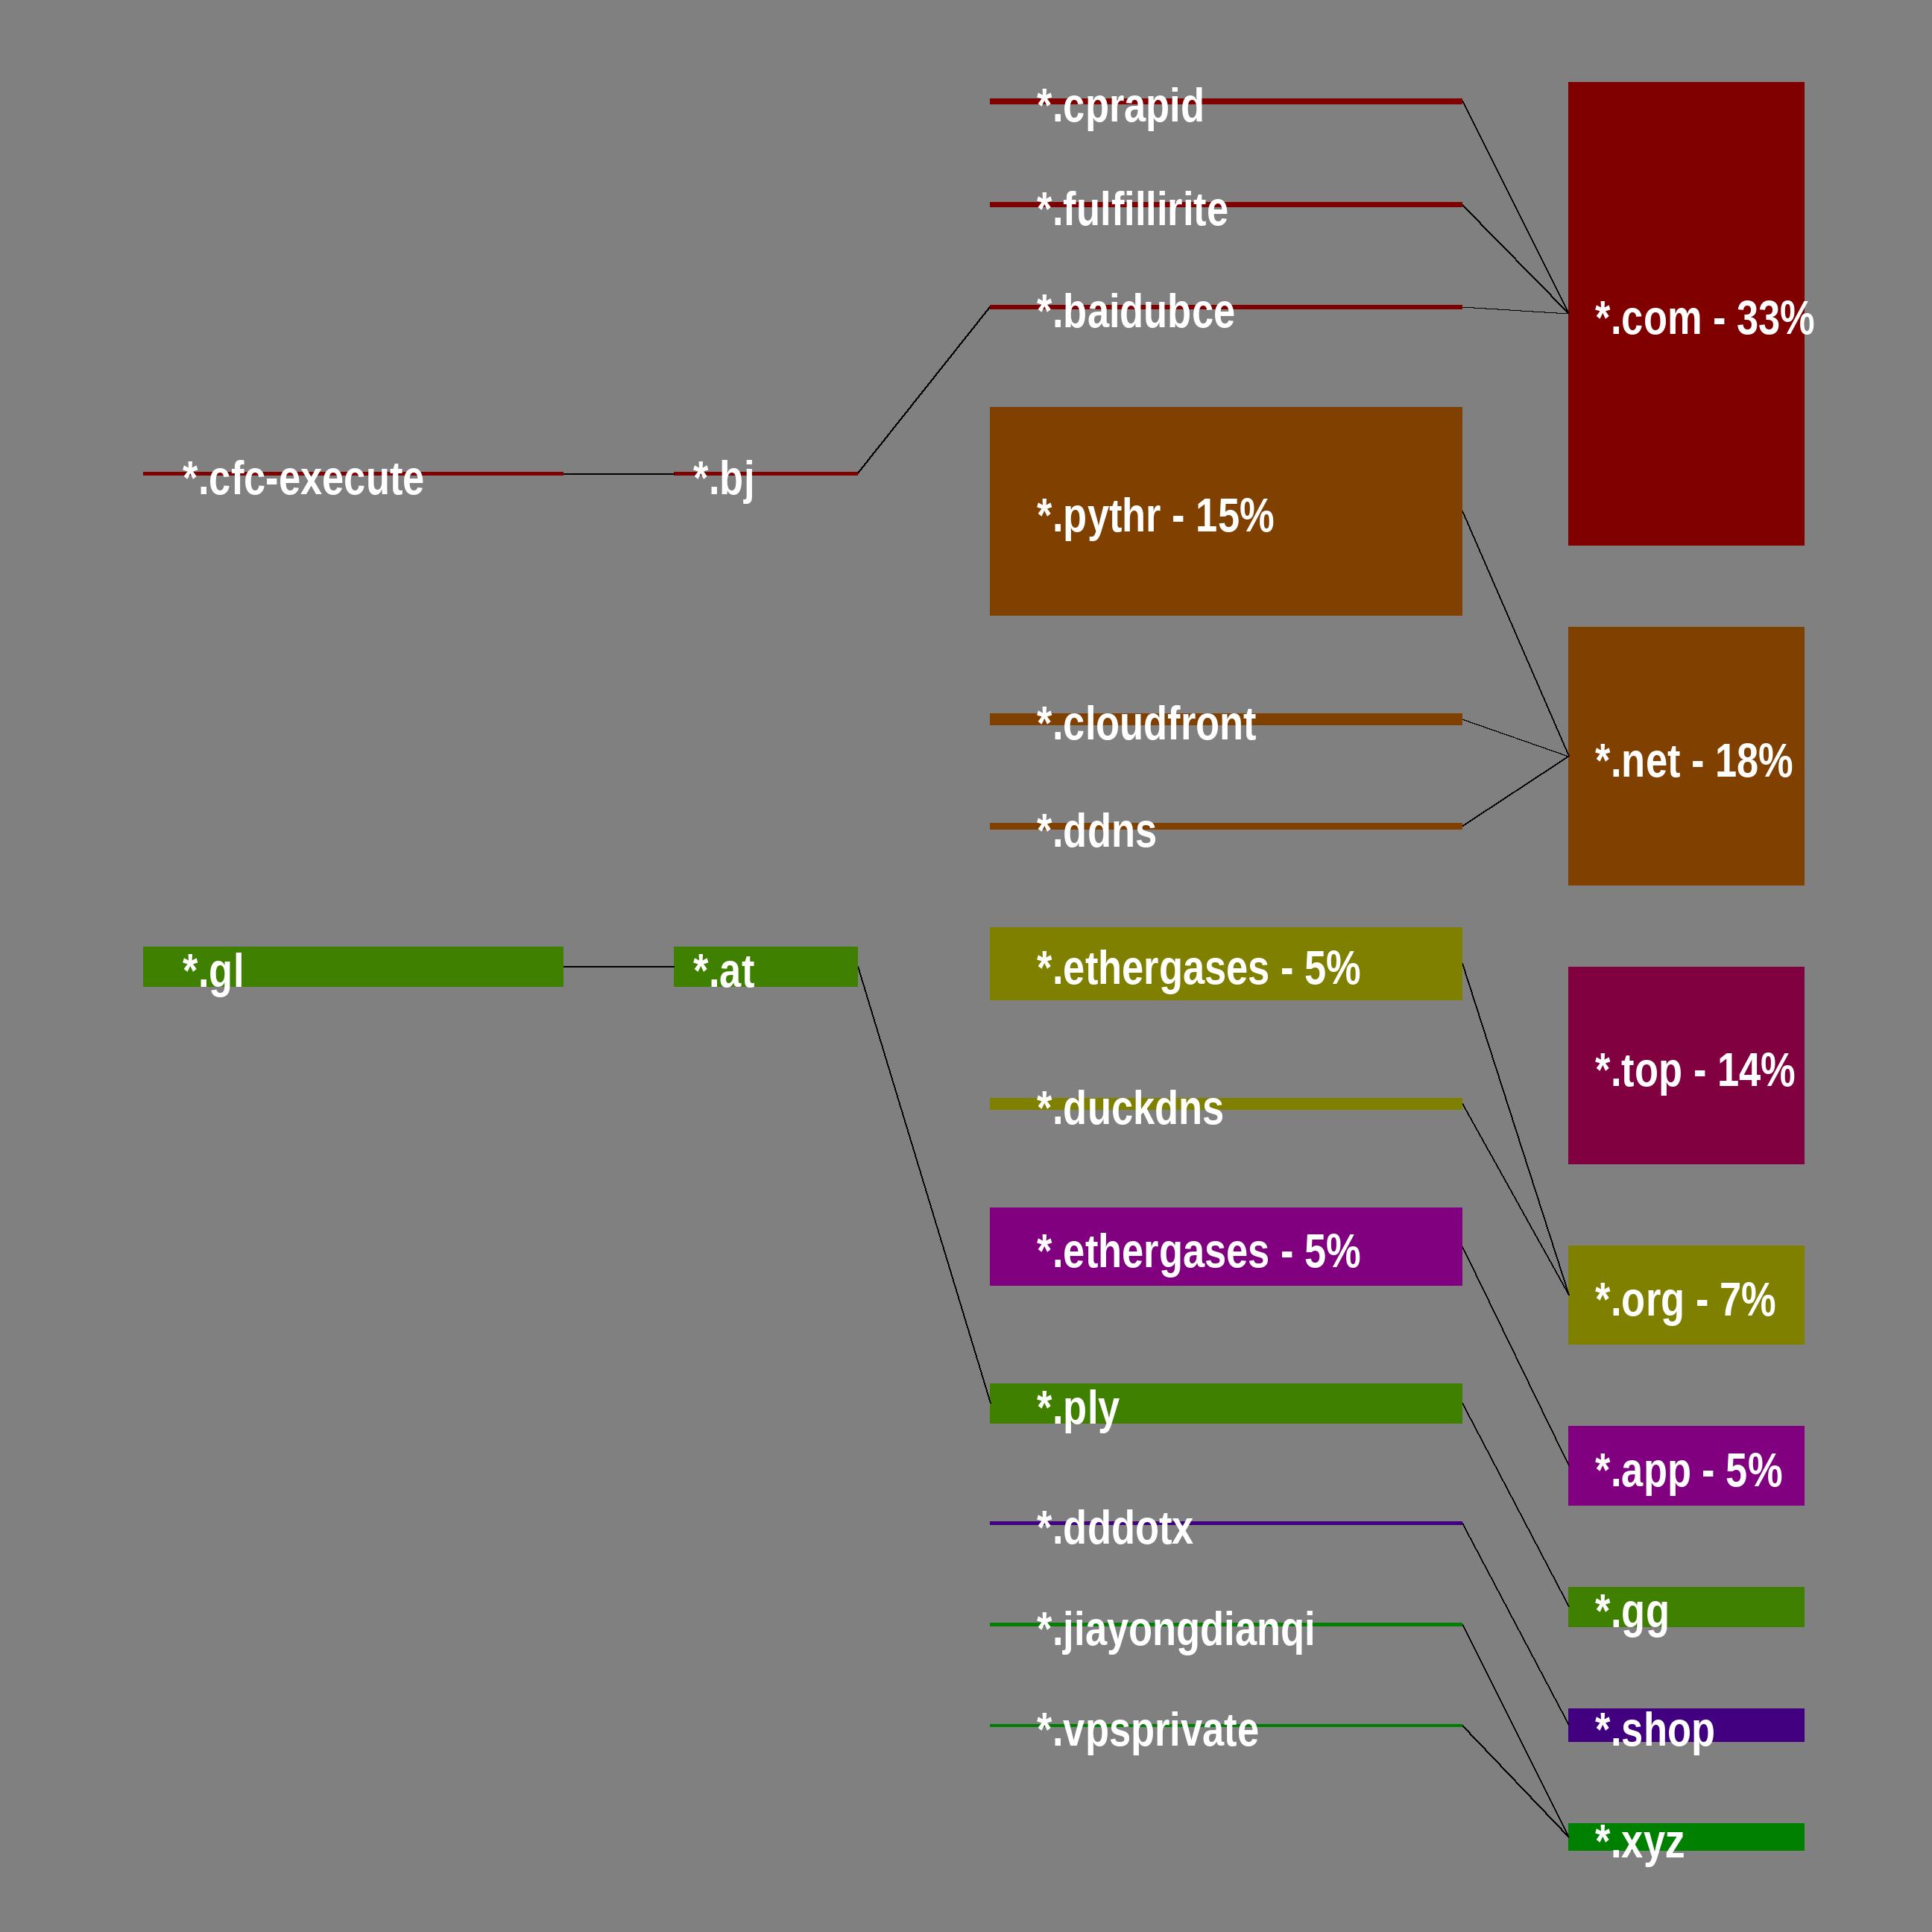 *.cprapid
*.fulfillirite
*.baidubce
*.com - 33%
*.cfc-execute
*.bj
*.pythr - 15%
*.cloudfront
*.net - 18%
*.ddns
*.gl
*.at
*.ethergases - 5%
*.top - 14%
*.duckdns
*.ethergases - 5%
*.org - 7%
*.ply
*.app - 5%
*.dddotx
*.gg
*.jiayongdianqi
*.vpsprivate
*.shop
*.xyz